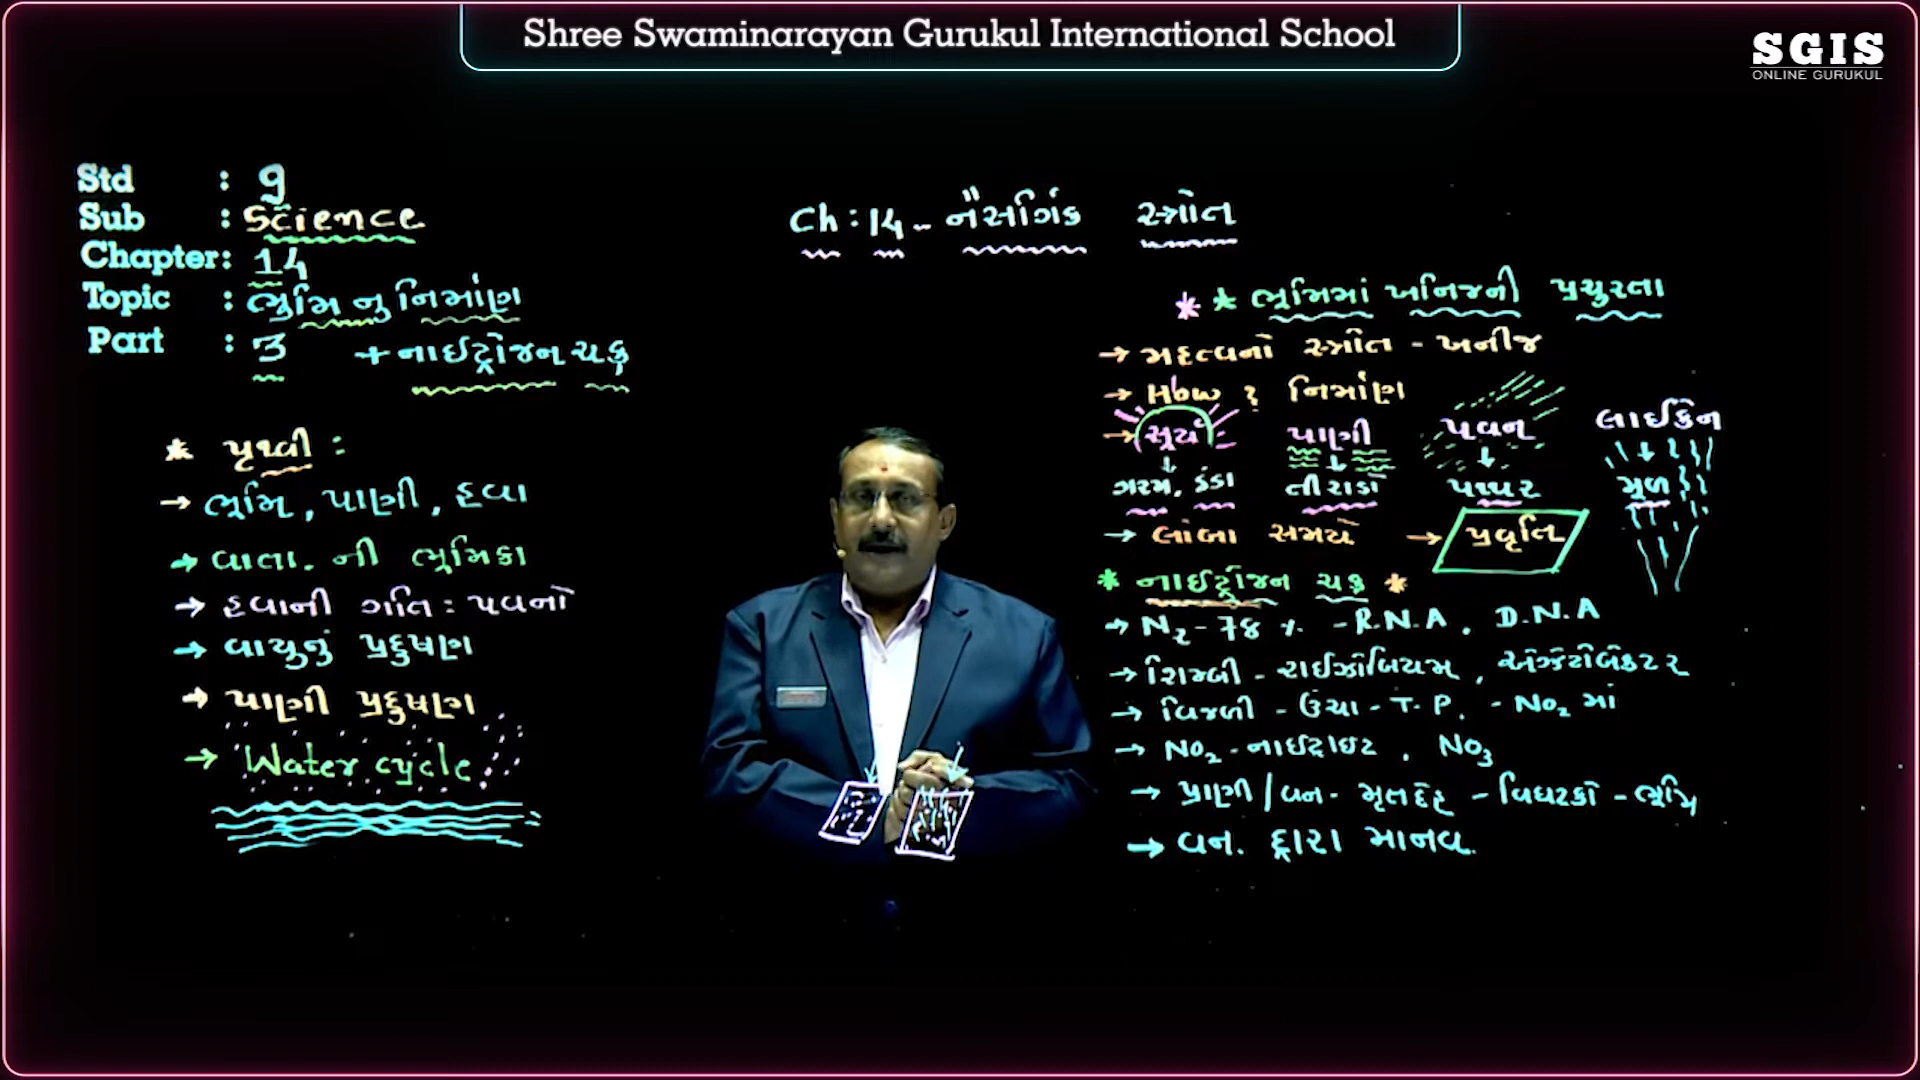 Shree Swaminarayan Gurukul International School
SGIS
ONLINE GURUKUL
Std : 9
Sub : Science
Chapter: 14
Topic : ભુમિ નુ નિર્માણ
Part : 3 + નાઈટ્રોજન ચક્ર
Ch : 14 - નૈસર્ગિક સ્ત્રોત
* પૃથ્વી :
→ ભૂમિ, પાણી, હવા
→ વાતા. ની ભૂમિકા
→ હવાની ગતિ : પવનો
→ વાયુનું પ્રદુષણ
→ પાણી પ્રદુષણ
→ Water cycle
* * ભૂમિમાં ખનિજની પ્રચુરતા
→ મહત્વનો સ્ત્રોત - ખનીજ
→ How ? નિર્માણ
→ સૂર્ય પાણી પવન લાઈકેન
↓ ↓ ↓ ↓
ગરમ, ઠંડા તીરાડો પથ્થર મૂળ
→ લાંબા સમયે → પ્રવૃતિ
* નાઈટ્રોજન ચક્ર *
→ N₂ - 78 % - R.N.A, D.N.A
→ શિમ્બી - રાઈઝોબિયમ, એઝેટોબેક્ટર
→ વિજળી - ઉંચા - T. P. - NO₂ માં
→ NO₂ - નાઈટ્રાઇટ, NO₃
→ પ્રાણી / વન - મૃતદેહ - વિઘટકો - ભૂમિ
→ વન. દ્વારા માનવ.